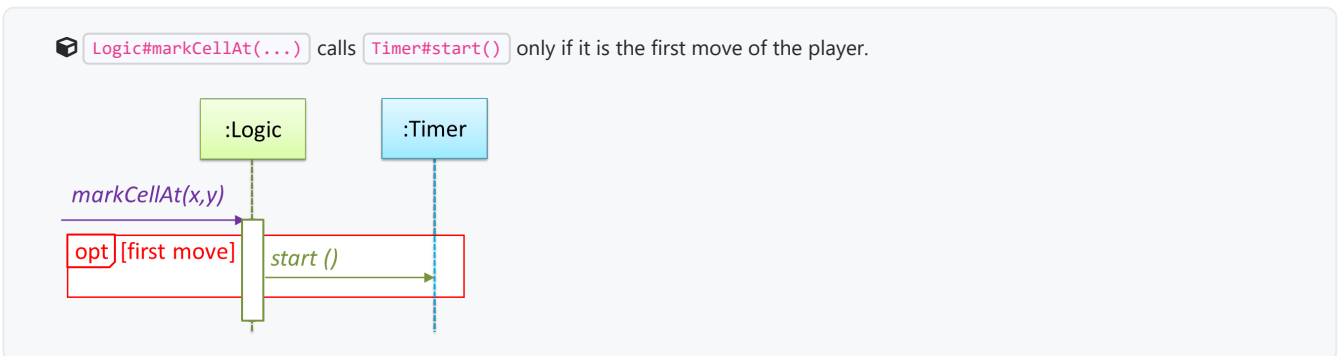 Logic#markCellAt(...) calls Timer#start() only if it is the first move of the player.
:Logic :Timer
markCellAt(x,y)
opt [first move] start ()